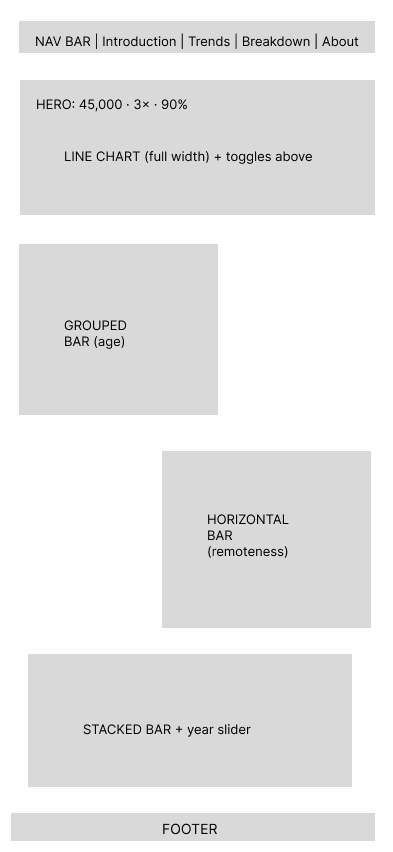 NAV BAR | Introduction | Trends | Breakdown | About
HERO: 45,000 · 3× · 90%
LINE CHART (full width) + toggles above
GROUPED
BAR (age)
HORIZONTAL
BAR
(remoteness)
STACKED BAR + year slider
FOOTER